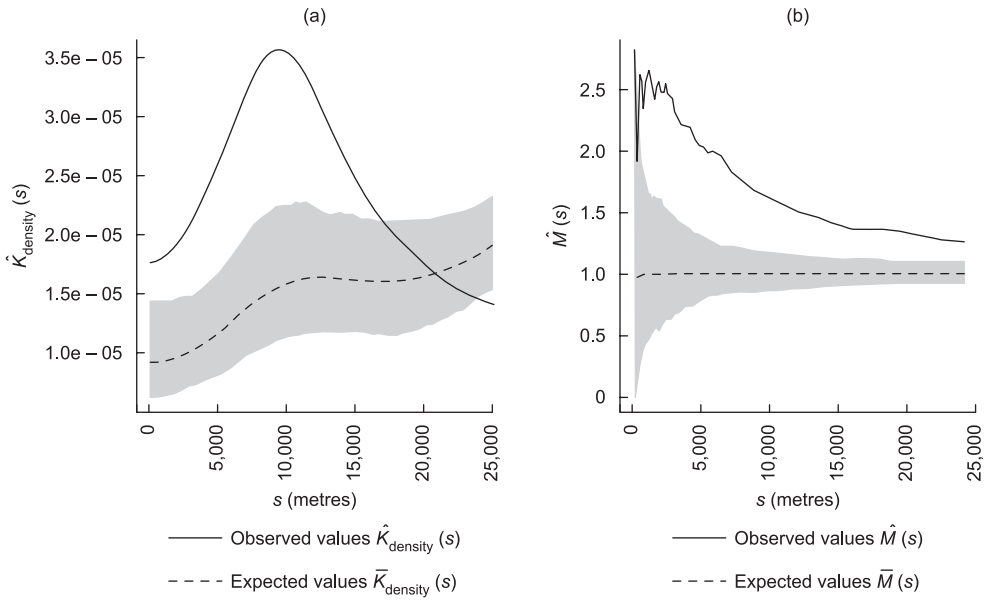 (a)
3.5e – 05
3.0e – 05
2.5e – 05
2.0e – 05
1.5e – 05
1.0e – 05
K̂density (s)
0
5,000
10,000
15,000
20,000
25,000
s (metres)
Observed values K̂density (s)
Expected values K̅density (s)
(b)
2.5
2.0
1.5
1.0
0.5
0
M̂ (s)
0
5,000
10,000
15,000
20,000
25,000
s (metres)
Observed values M̂ (s)
Expected values M̅ (s)